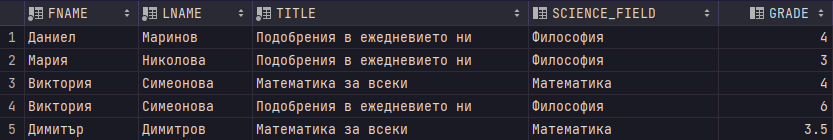 FNAME LNAME TITLE SCIENCE_FIELD GRADE
1 Даниел Маринов Подобрения в ежедневието ни Философия 4
2 Мария Николова Подобрения в ежедневието ни Философия 3
3 Виктория Симеонова Математика за всеки Математика 4
4 Виктория Симеонова Подобрения в ежедневието ни Философия 6
5 Димитър Димитров Математика за всеки Математика 3.5